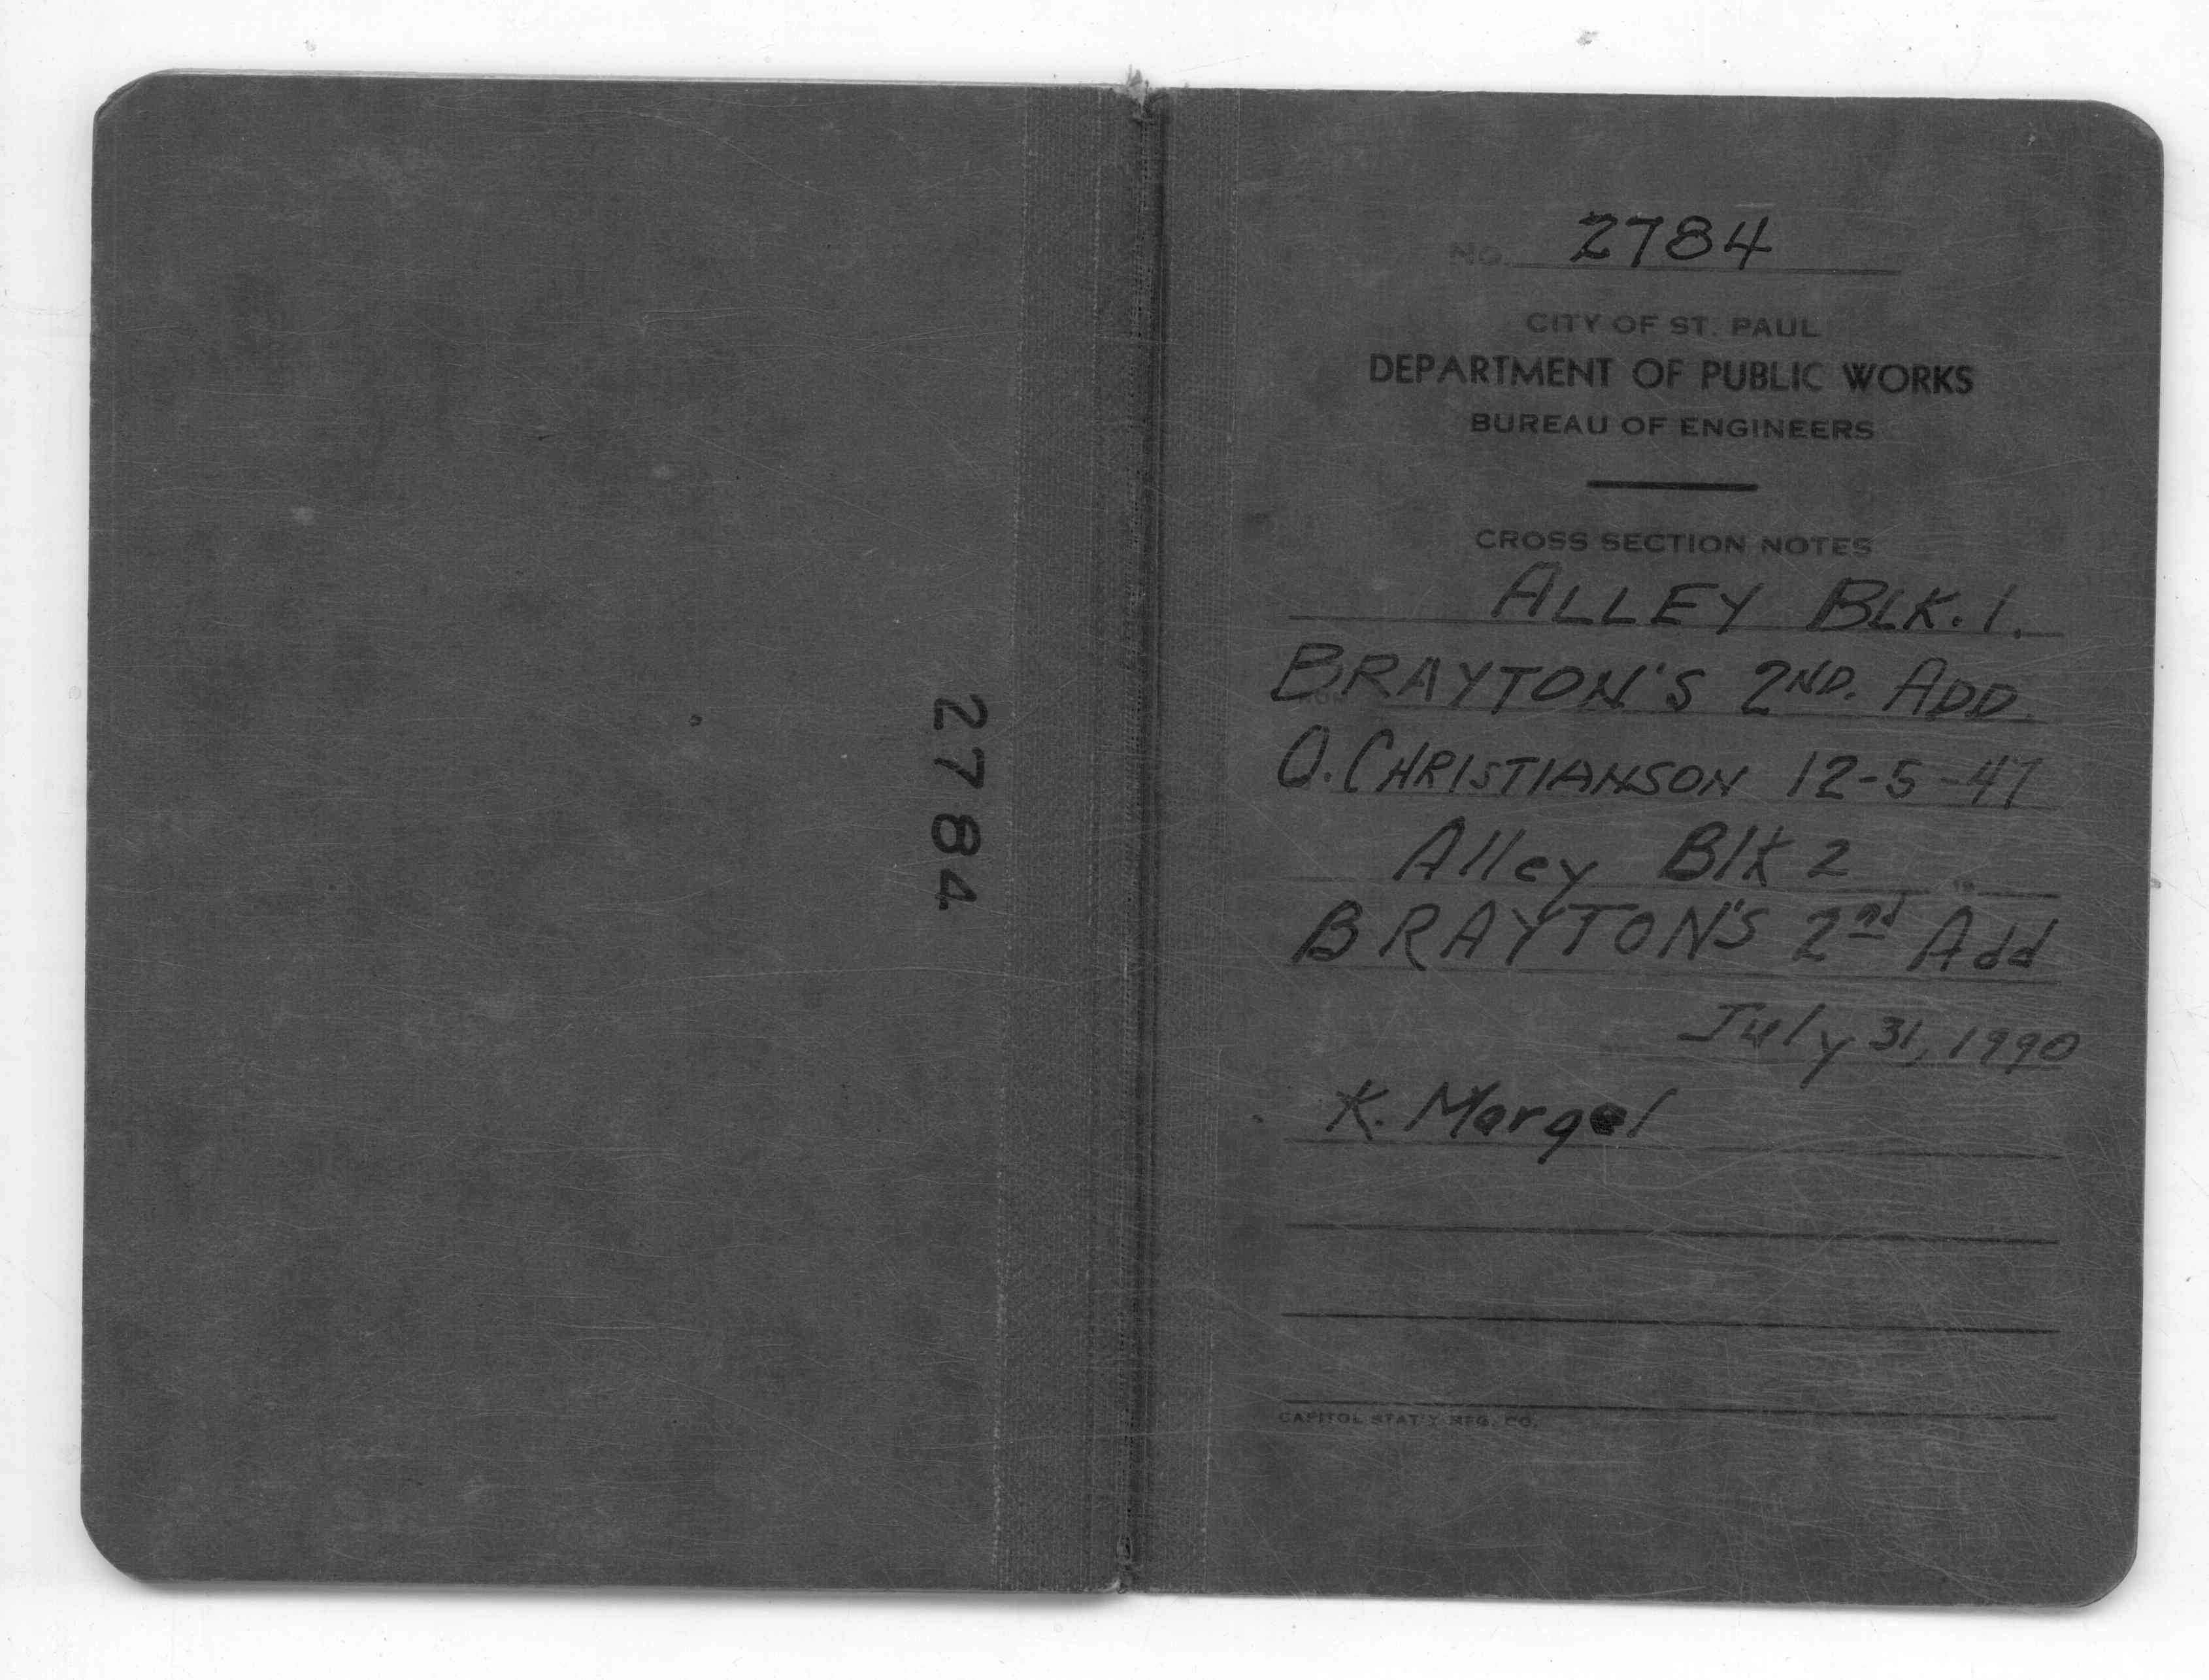 2784
No. 2784
CITY OF ST. PAUL
DEPARTMENT OF PUBLIC WORKS
BUREAU OF ENGINEERS
CROSS SECTION NOTES
ALLEY BLK. 1.
BRAYTON'S 2ND. ADD.
O. CHRISTIANSON 12-5-47
Alley Blk 2
BRAYTON'S 2nd Add
July 31, 1990
K. Margel
CAPITOL STAT'Y MFG. CO.